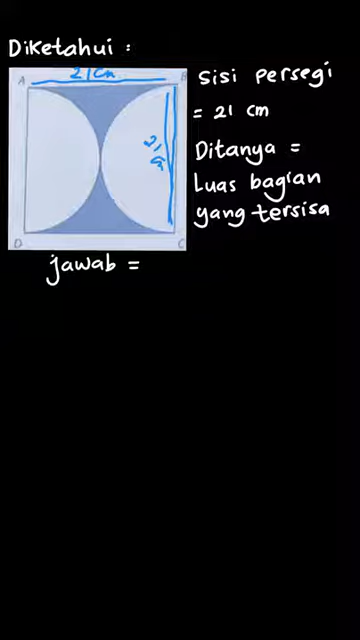 Diketahui :
21 cm
A
B
21
D
C
Sisi persegi
= 21 cm
Ditanya =
Luas bagian
yang tersisa
jawab =